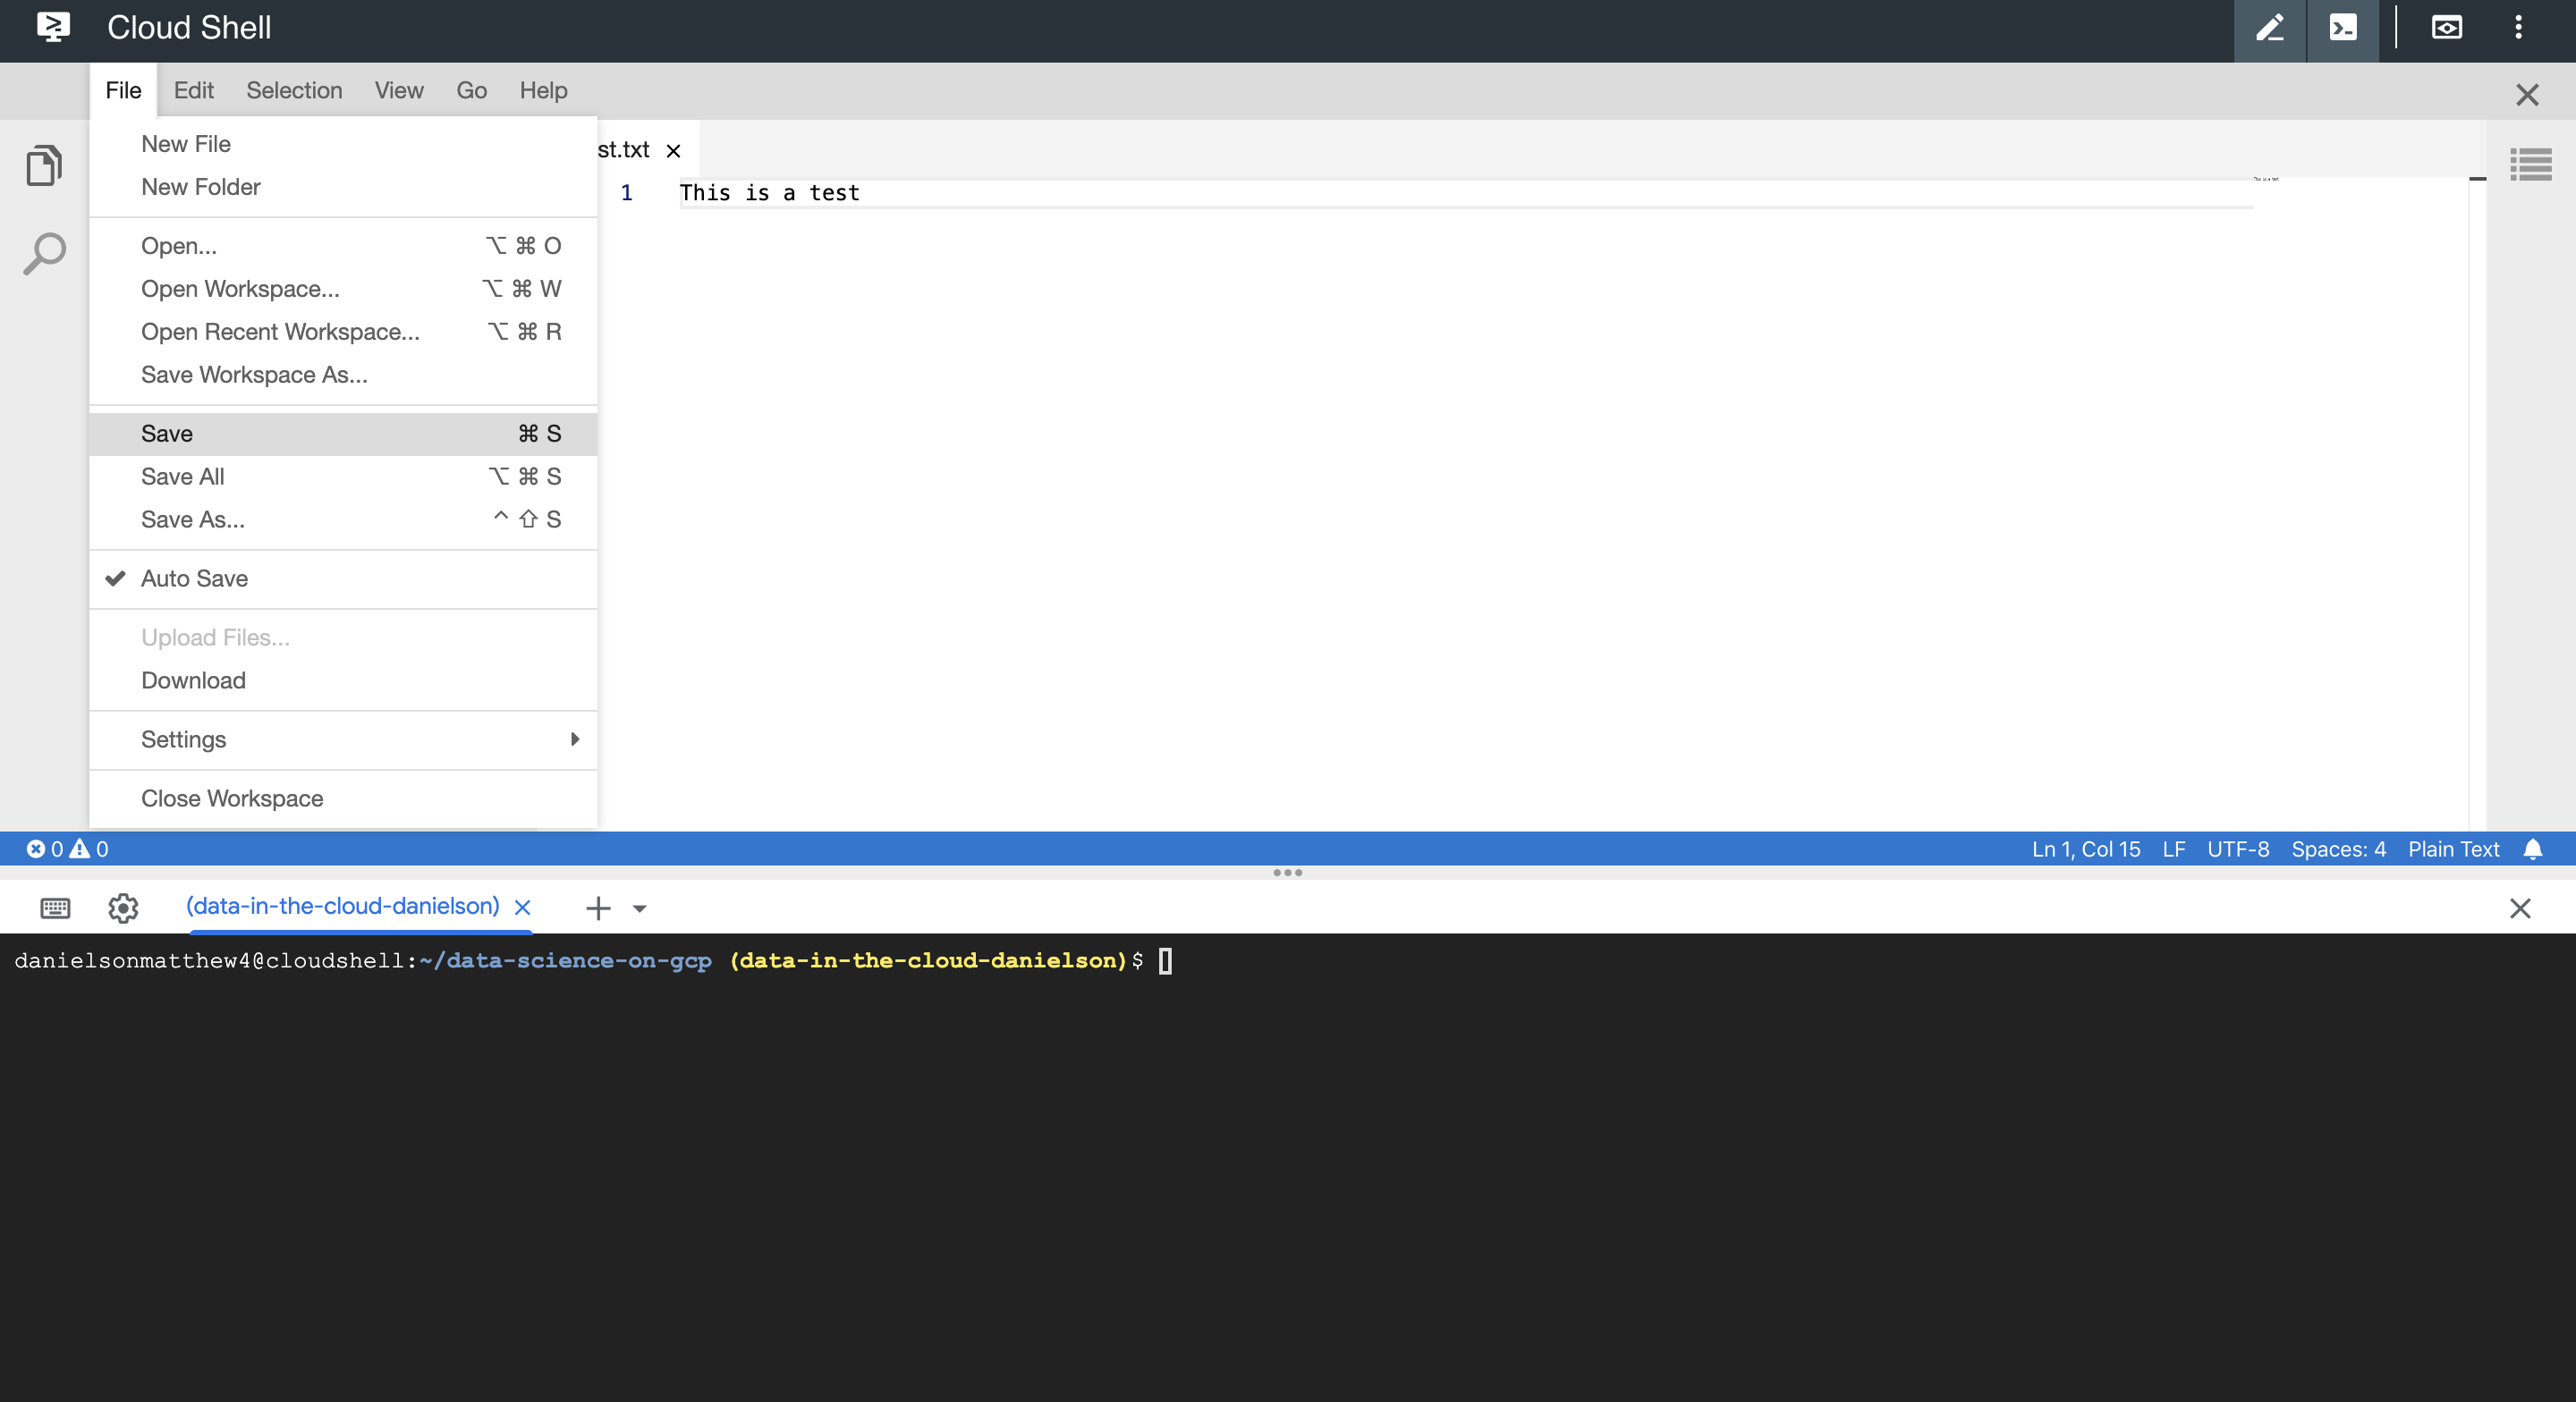 Cloud Shell
File Edit Selection View Go Help
New File
New Folder
Open... ⌥ ⌘ O
Open Workspace... ⌥ ⌘ W
Open Recent Workspace... ⌥ ⌘ R
Save Workspace As...
Save ⌘ S
Save All ⌥ ⌘ S
Save As... ^ ⇧ S
Auto Save
Upload Files...
Download
Settings
Close Workspace
st.txt
1 This is a test
This is a test
0 0 Ln 1, Col 15 LF UTF-8 Spaces: 4 Plain Text
(data-in-the-cloud-danielson)
danielsonmatthew4@cloudshell:~/data-science-on-gcp (data-in-the-cloud-danielson)$